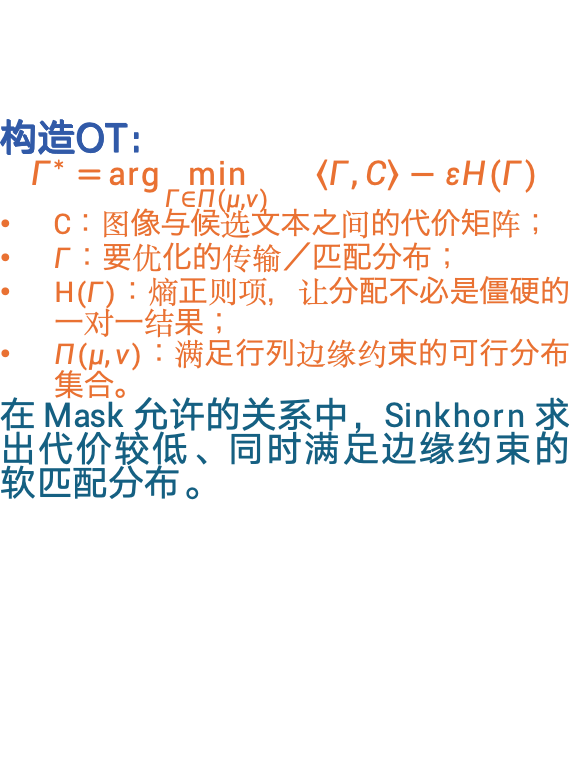 构造OT:
Γ* = arg min ⟨Γ, C⟩ − εH(Γ)
Γ∈Π(μ,ν)
• C：图像与候选文本之间的代价矩阵；
• Γ：要优化的传输／匹配分布；
• H(Γ)：熵正则项，让分配不必是僵硬的
一对一结果；
• Π(μ,ν)：满足行列边缘约束的可行分布
集合。
在 Mask 允许的关系中，Sinkhorn 求
出代价较低、同时满足边缘约束的
软匹配分布。